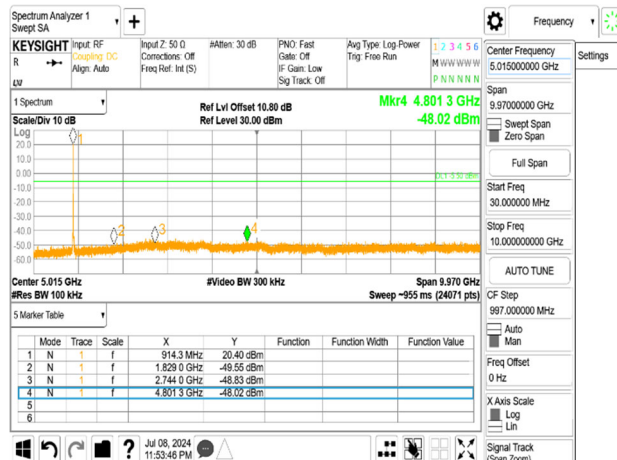 Spectrum Analyzer 1
Swept SA
Frequency
Settings
KEYSIGHT
R
Input: RF
Coupling: DC
Align: Auto
Input Z: 50 Ω
Corrections: Off
Freq Ref: Int (S)
#Atten: 30 dB
PNO: Fast
Gate: Off
IF Gain: Low
Sig Track: Off
Avg Type: Log-Power
Trig: Free Run
1 2 3 4 5 6
M W W W W W
P N N N N N
1 Spectrum
Scale/Div 10 dB
Ref Lvl Offset 10.80 dB
Ref Level 30.00 dBm
Mkr4 4.801 3 GHz
-48.02 dBm
Log
20.0
10.0
0.00
-10.0
-20.0
-30.0
-40.0
-50.0
-60.0
1
2
3
4
Center 5.015 GHz
#Res BW 100 kHz
#Video BW 300 kHz
Span 9.970 GHz
Sweep ~955 ms (24071 pts)
5 Marker Table
Mode Trace Scale X Y Function Function Width Function Value
1 N 1 f 914.3 MHz 20.40 dBm
2 N 1 f 1.829 0 GHz -49.55 dBm
3 N 1 f 2.744 0 GHz -48.83 dBm
4 N 1 f 4.801 3 GHz -48.02 dBm
5
6
Jul 08, 2024
11:53:46 PM
Center Frequency
5.015000000 GHz
Span
9.97000000 GHz
Swept Span
Zero Span
Full Span
Start Freq
30.000000 MHz
Stop Freq
10.000000000 GHz
AUTO TUNE
CF Step
997.000000 MHz
Auto
Man
Freq Offset
0 Hz
X Axis Scale
Log
Lin
Signal Track
(Span Zoom)